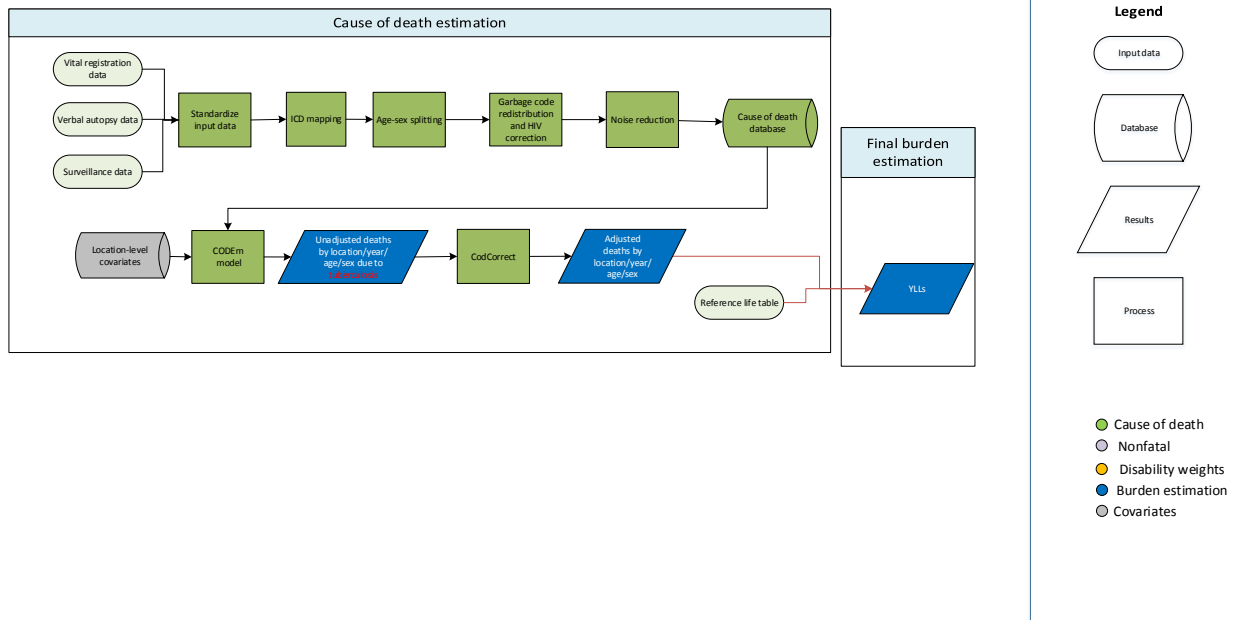 Cause of death estimation
Vital registration
data
Verbal autopsy data
Surveillance data
Standardize
input data
ICD mapping
Age-sex splitting
Garbage code
redistribution
and HIV
correction
Noise reduction
Cause of death
database
Location-level
covariates
CODEm
model
Unadjusted deaths
by location/year/
age/sex due to
CodCorrect
Adjusted
deaths by
location/year/
age/sex
Reference life table
Final burden
estimation
YLLs
Legend
Input data
Database
Results
Process
Cause of death
Nonfatal
Disability weights
Burden estimation
Covariates